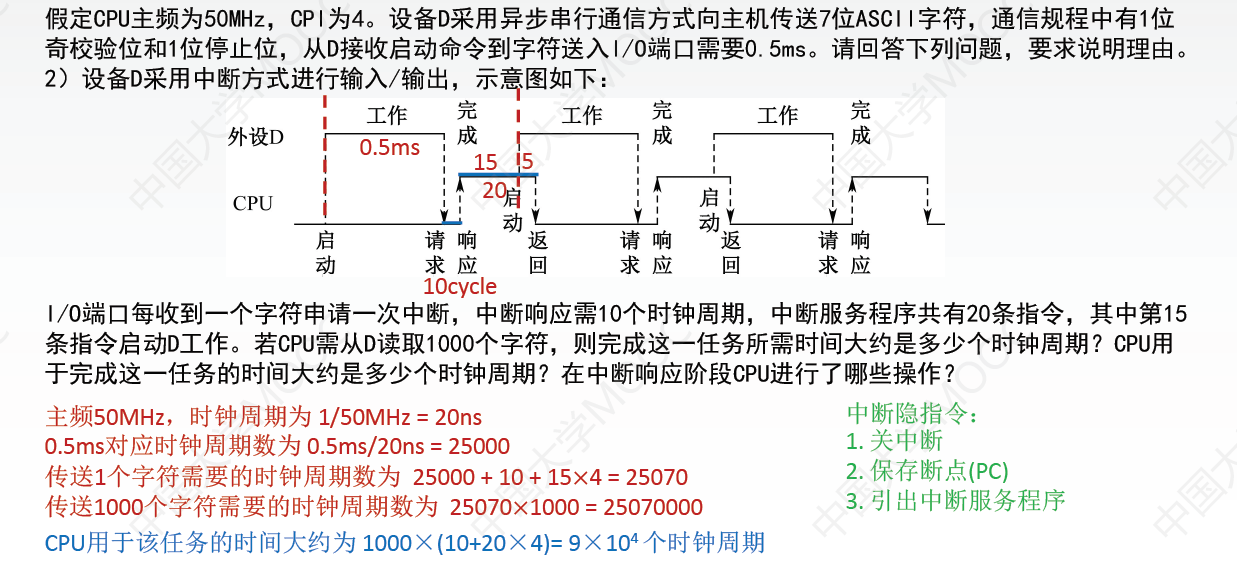 假定CPU主频为50MHz，CPI为4。设备D采用异步串行通信方式向主机传送7位ASCII字符，通信规程中有1位
奇校验位和1位停止位，从D接收启动命令到字符送入I/O端口需要0.5ms。请回答下列问题，要求说明理由。
2）设备D采用中断方式进行输入/输出，示意图如下：
工作 完成 工作 完成 工作 完成
外设D
0.5ms
15 5
20
CPU
启动 启动
启动 请求 响应 返回 请求 响应 返回 请求 响应
10cycle
I/O端口每收到一个字符申请一次中断，中断响应需10个时钟周期，中断服务程序共有20条指令，其中第15
条指令启动D工作。若CPU需从D读取1000个字符，则完成这一任务所需时间大约是多少个时钟周期？CPU用
于完成这一任务的时间大约是多少个时钟周期？在中断响应阶段CPU进行了哪些操作？
主频50MHz，时钟周期为 1/50MHz = 20ns
0.5ms对应时钟周期数为 0.5ms/20ns = 25000
传送1个字符需要的时钟周期数为 25000 + 10 + 15×4 = 25070
传送1000个字符需要的时钟周期数为 25070×1000 = 25070000
CPU用于该任务的时间大约为 1000×(10+20×4)= 9×10⁴ 个时钟周期
中断隐指令：
1. 关中断
2. 保存断点(PC)
3. 引出中断服务程序
中国大学MOOC